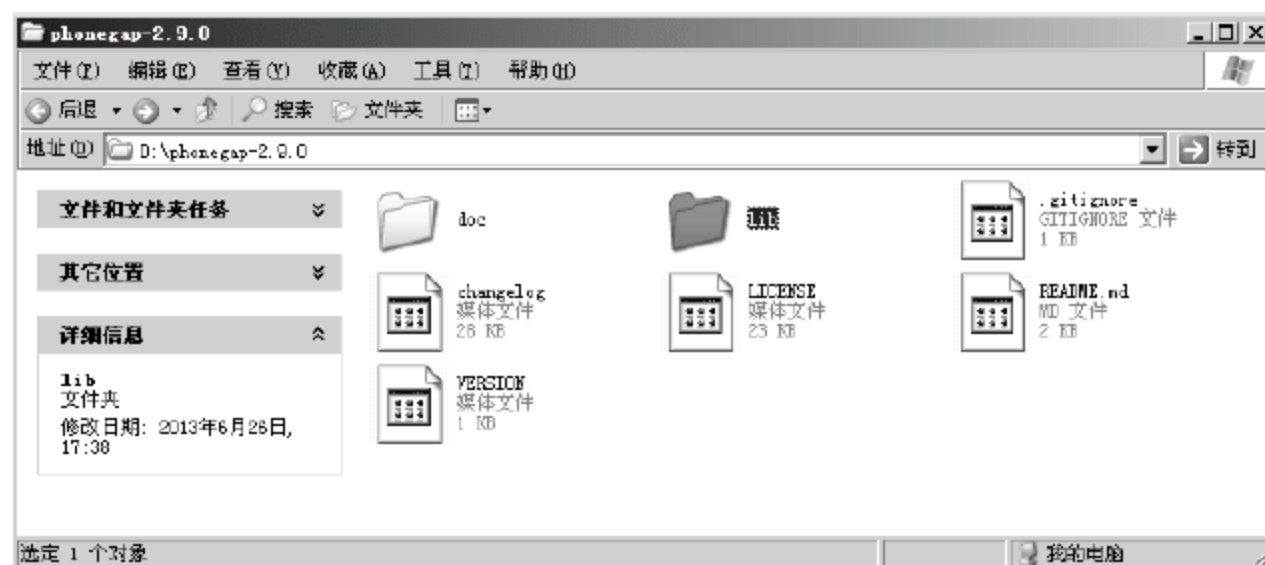 phonegap-2.9.0
文件(F) 编辑(E) 查看(V) 收藏(A) 工具(T) 帮助(H)
后退 搜索 文件夹
地址(D) D:\phonegap-2.9.0 转到
文件和文件夹任务
其它位置
详细信息
lib
文件夹
修改日期: 2013年6月26日,
17:38
doc
lib
.gitignore
GITIGNORE 文件
1 KB
changelog
媒体文件
28 KB
LICENSE
媒体文件
23 KB
README.md
MD 文件
2 KB
VERSION
媒体文件
1 KB
选定 1 个对象
我的电脑